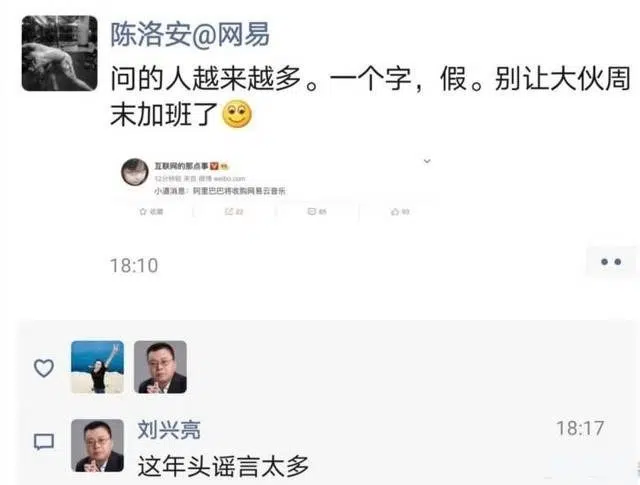 陈洛安@网易
问的人越来越多。一个字，假。别让大伙周
末加班了
互联网的那点事
12分钟前 来自 微博 weibo.com
小道消息：阿里巴巴将收购网易云音乐
收藏 22 85 93
18:10
刘兴亮 18:17
这年头谣言太多